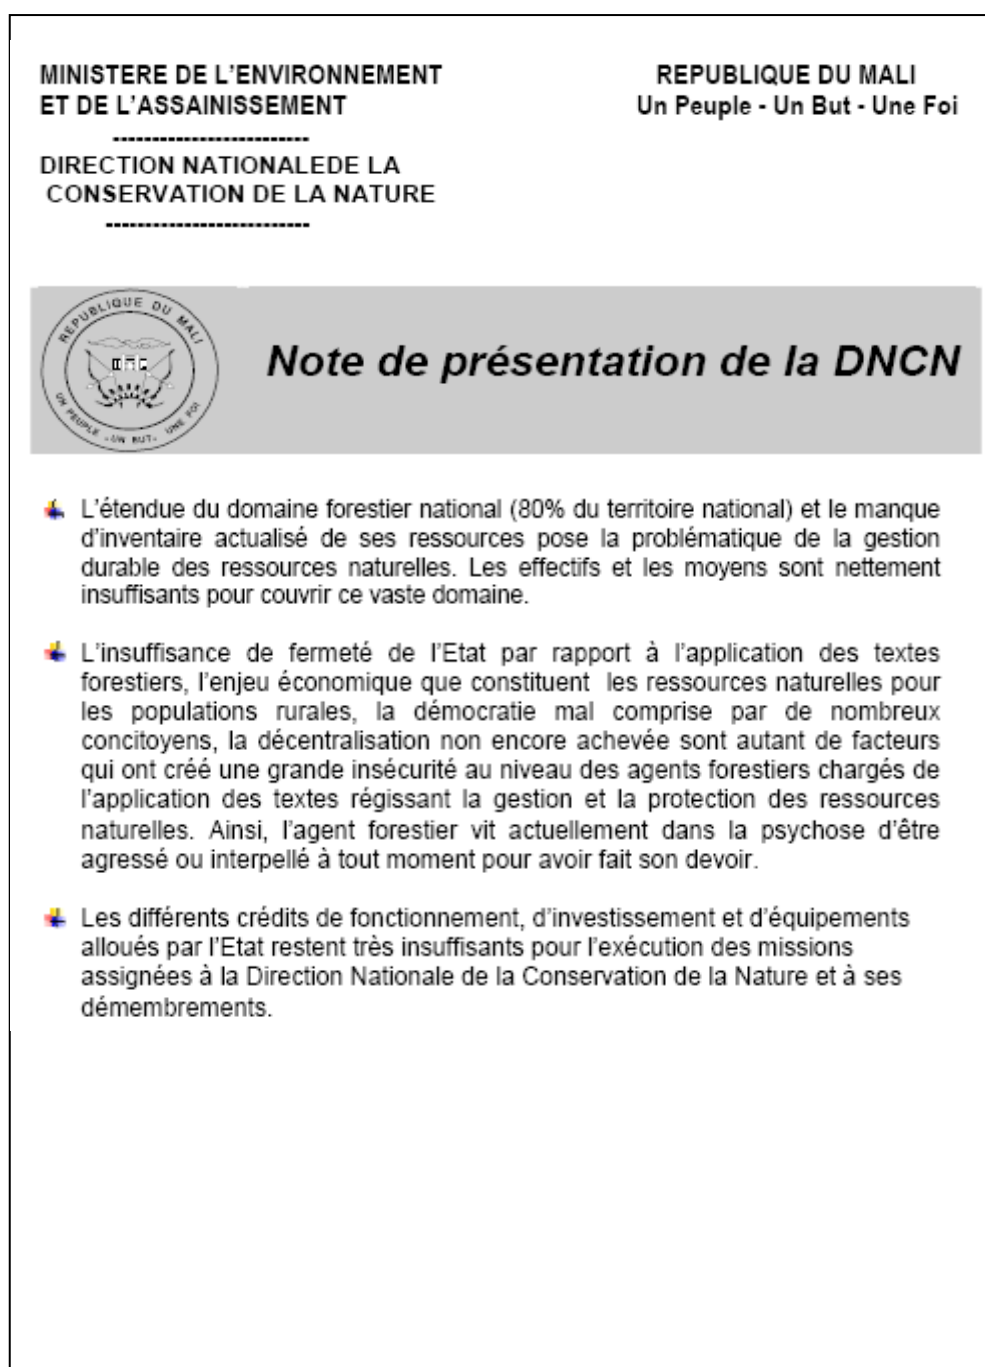 MINISTERE DE L'ENVIRONNEMENT
ET DE L'ASSAINISSEMENT
-------------------------
DIRECTION NATIONALEDE LA
CONSERVATION DE LA NATURE
--------------------------
REPUBLIQUE DU MALI
Un Peuple - Un But - Une Foi
REPUBLIQUE DU MALI
UN PEUPLE - UN BUT - UNE FOI
Note de présentation de la DNCN
L'étendue du domaine forestier national (80% du territoire national) et le manque
d'inventaire actualisé de ses ressources pose la problématique de la gestion
durable des ressources naturelles. Les effectifs et les moyens sont nettement
insuffisants pour couvrir ce vaste domaine.
L'insuffisance de fermeté de l'Etat par rapport à l'application des textes
forestiers, l'enjeu économique que constituent les ressources naturelles pour
les populations rurales, la démocratie mal comprise par de nombreux
concitoyens, la décentralisation non encore achevée sont autant de facteurs
qui ont créé une grande insécurité au niveau des agents forestiers chargés de
l'application des textes régissant la gestion et la protection des ressources
naturelles. Ainsi, l'agent forestier vit actuellement dans la psychose d'être
agressé ou interpellé à tout moment pour avoir fait son devoir.
Les différents crédits de fonctionnement, d'investissement et d'équipements
alloués par l'Etat restent très insuffisants pour l'exécution des missions
assignées à la Direction Nationale de la Conservation de la Nature et à ses
démembrements.